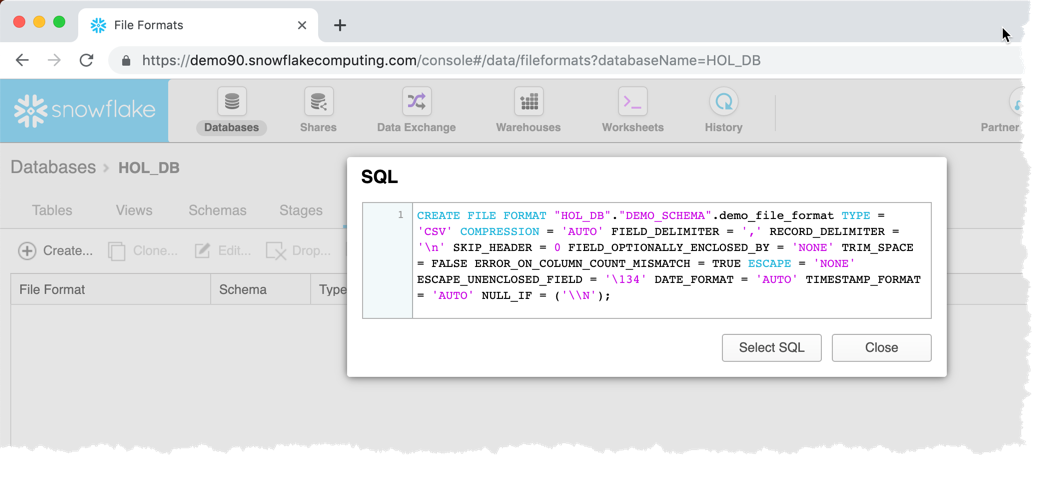 File Formats
https://demo90.snowflakecomputing.com/console#/data/fileformats?databaseName=HOL_DB
snowflake
Databases
Shares
Data Exchange
Warehouses
Worksheets
History
Partner
Databases > HOL_DB
Tables
Views
Schemas
Stages
Create...
Clone...
Edit...
Drop...
File Format
Schema
Type
SQL
1
CREATE FILE FORMAT "HOL_DB"."DEMO_SCHEMA".demo_file_format TYPE =
'CSV' COMPRESSION = 'AUTO' FIELD_DELIMITER = ',' RECORD_DELIMITER =
'\n' SKIP_HEADER = 0 FIELD_OPTIONALLY_ENCLOSED_BY = 'NONE' TRIM_SPACE
= FALSE ERROR_ON_COLUMN_COUNT_MISMATCH = TRUE ESCAPE = 'NONE'
ESCAPE_UNENCLOSED_FIELD = '\134' DATE_FORMAT = 'AUTO' TIMESTAMP_FORMAT
= 'AUTO' NULL_IF = ('\\N');
Select SQL
Close